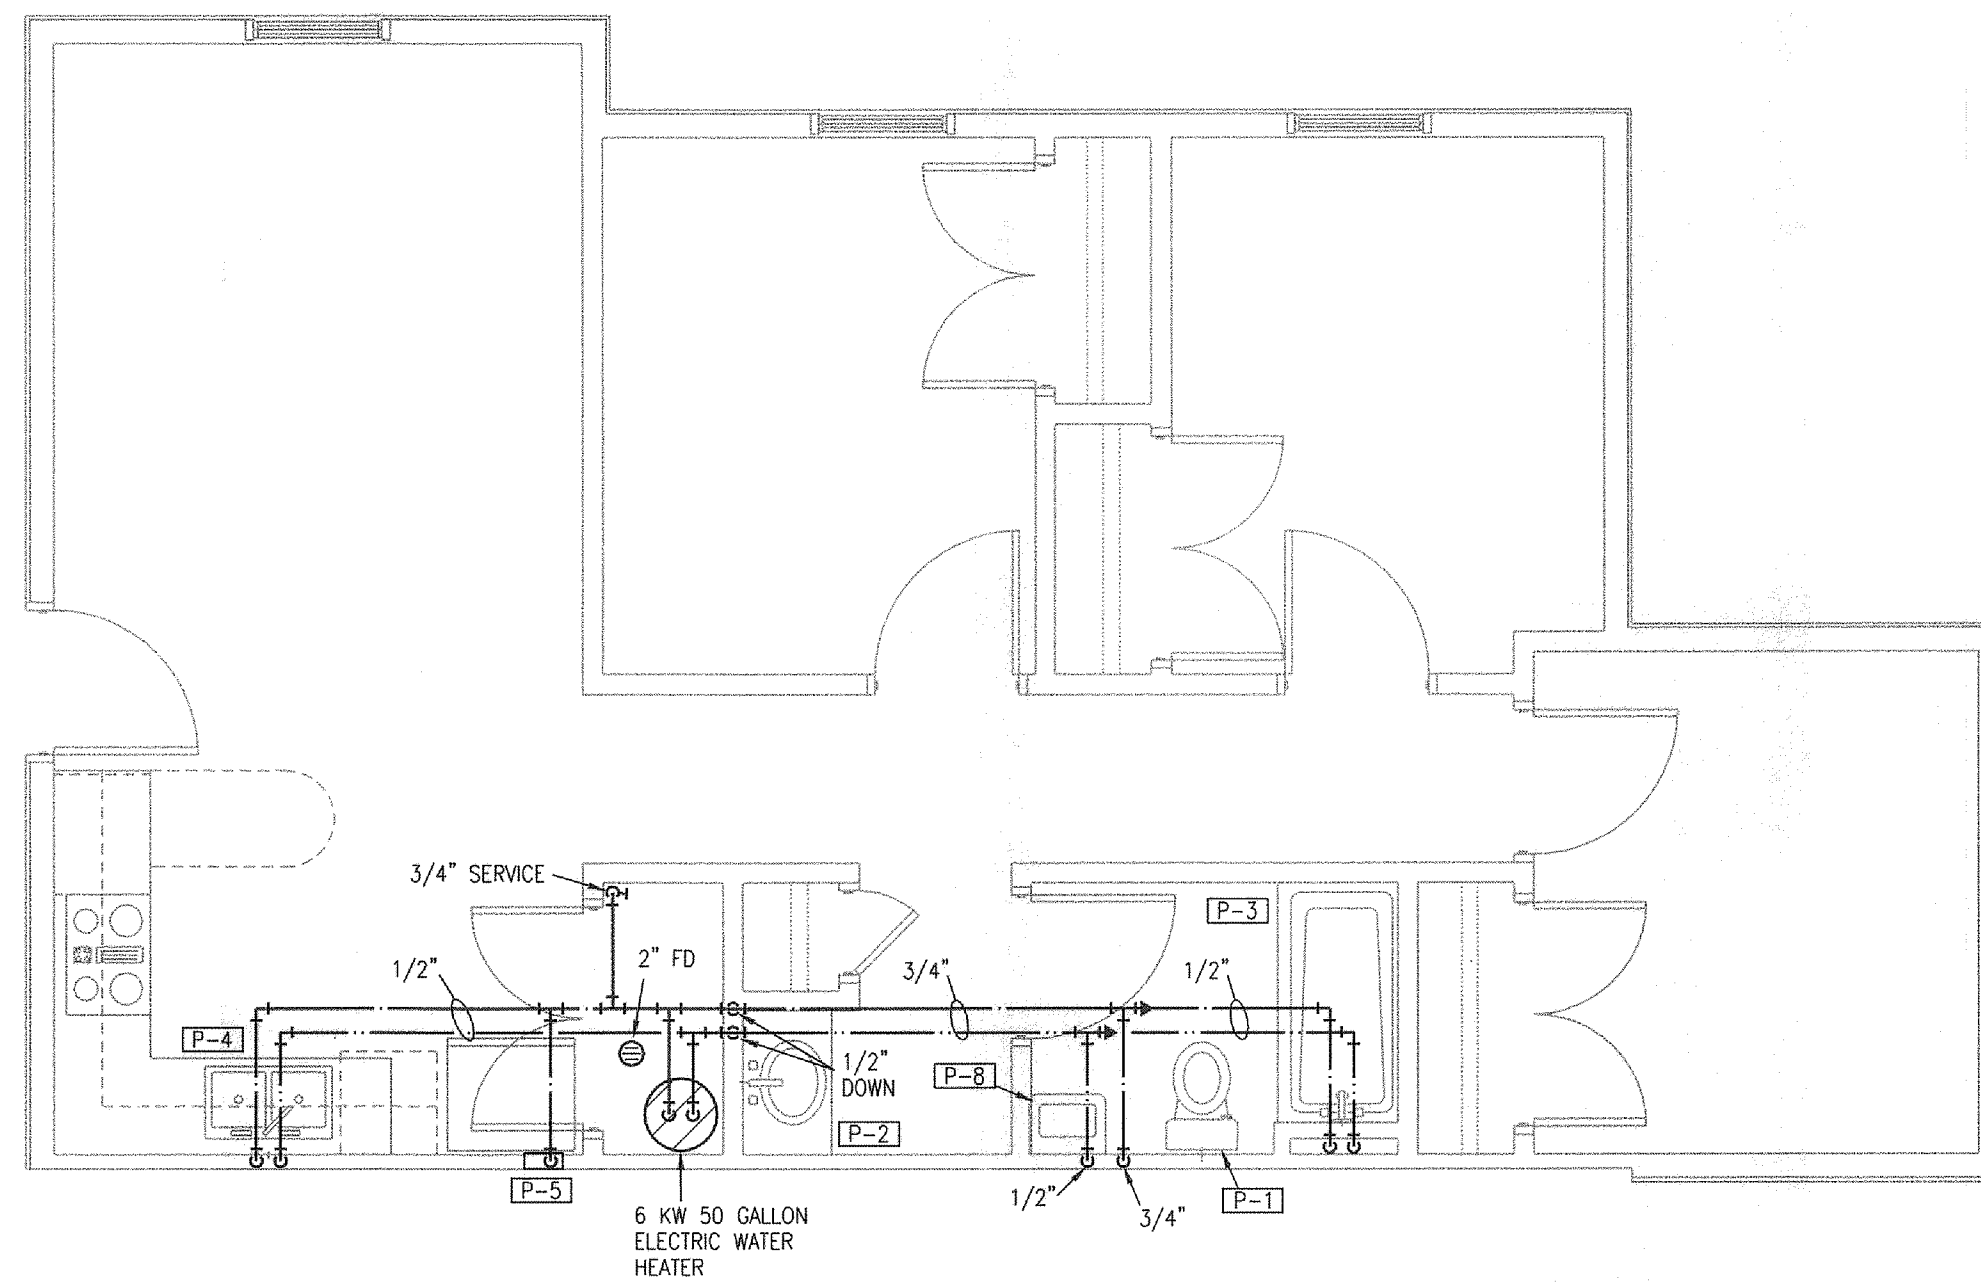 3/4" SERVICE
P-3
1/2"
2" FD
3/4"
1/2"
P-4
1/2"
DOWN
P-8
P-2
P-5
1/2"
3/4"
P-1
6 KW 50 GALLON
ELECTRIC WATER
HEATER